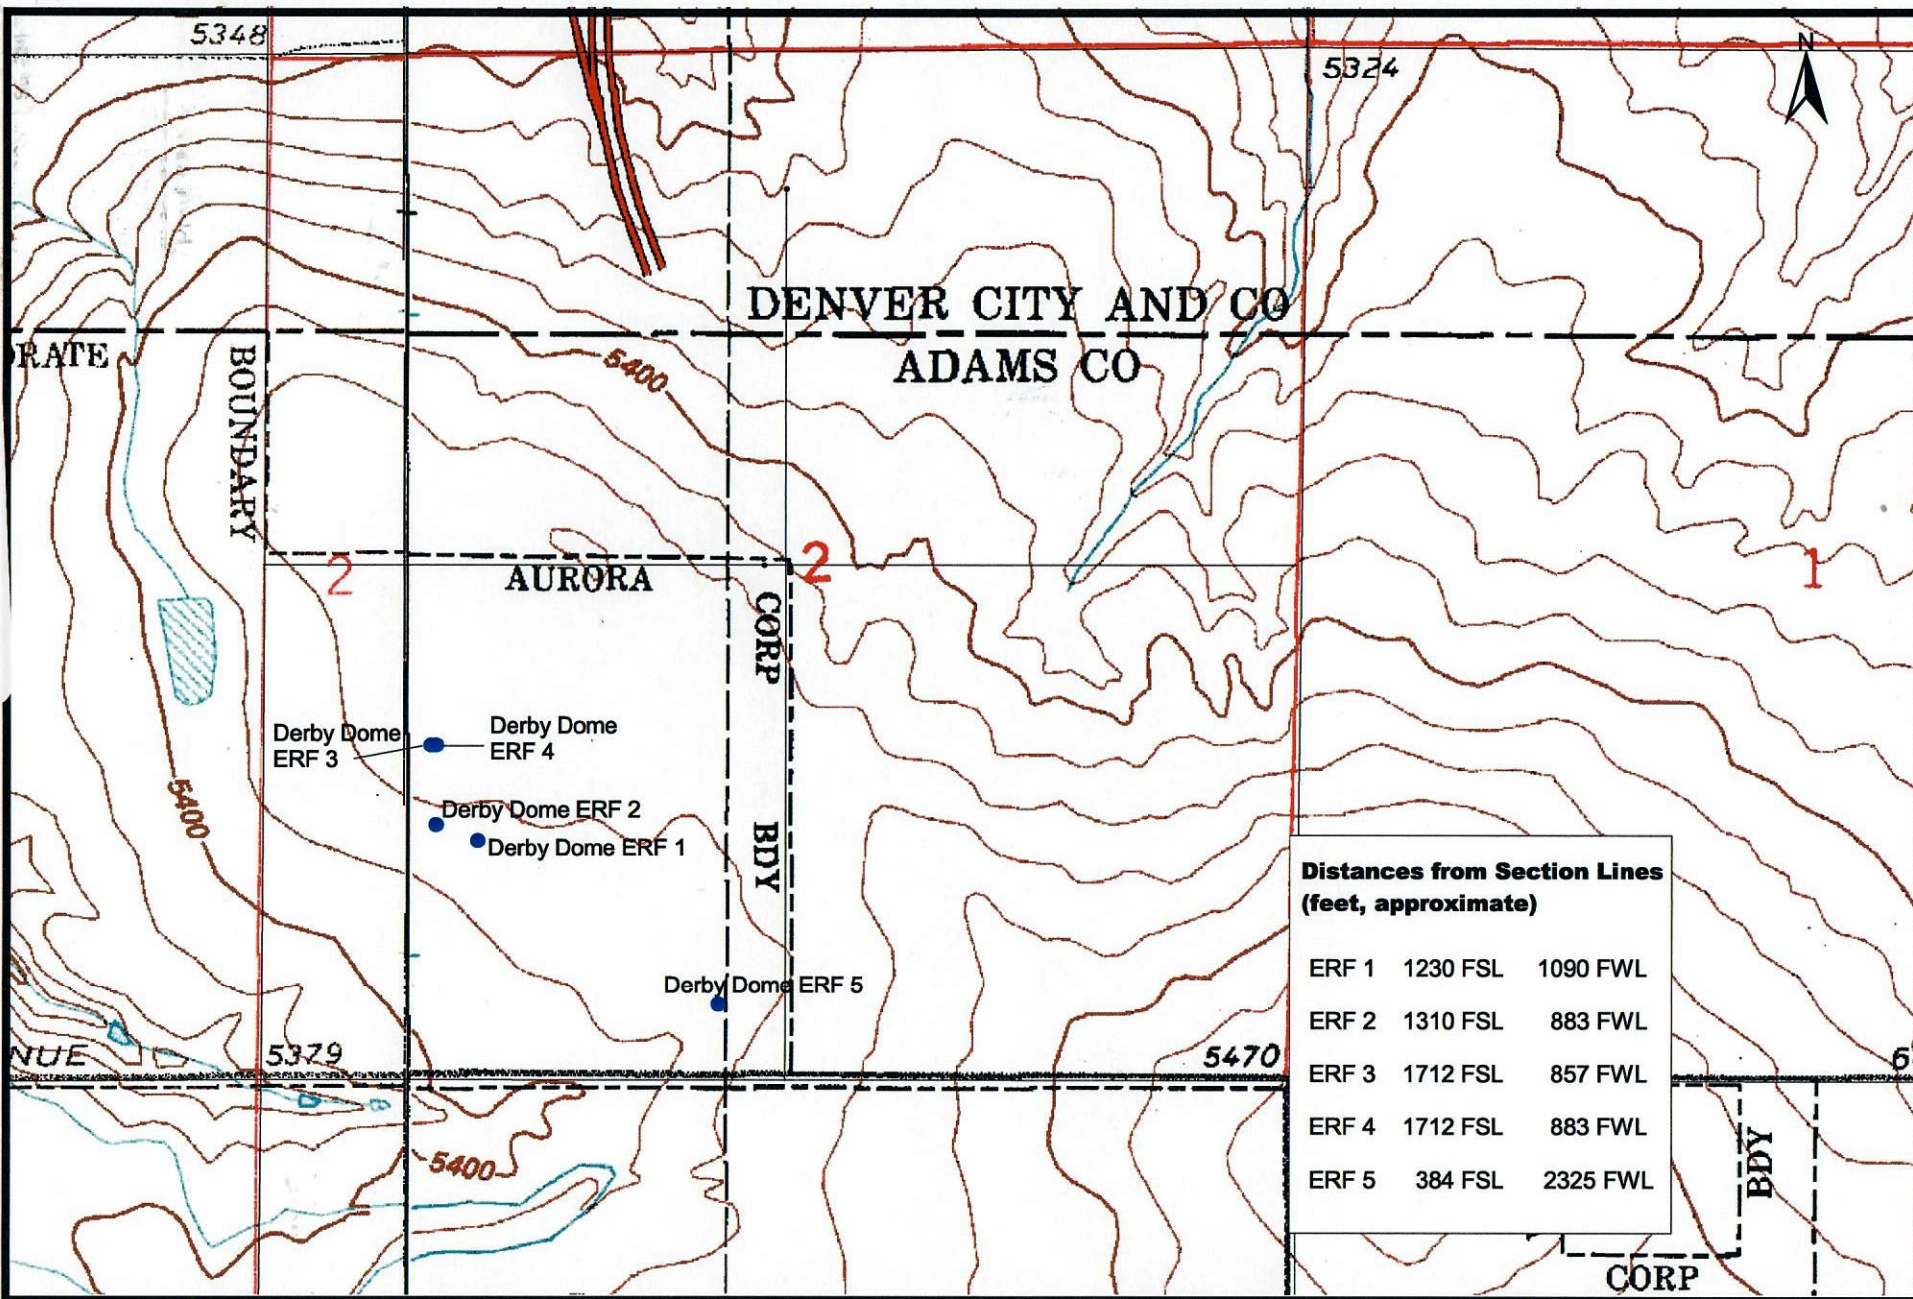 5348
5324
N
DENVER CITY AND CO
RATE
BOUNDARY
ADAMS CO
5400
2
AURORA
2
1
CORP
Derby Dome
ERF 3
Derby Dome
ERF 4
5400
Derby Dome ERF 2
Derby Dome ERF 1
BDY
Distances from Section Lines
(feet, approximate)
ERF 1 1230 FSL 1090 FWL
ERF 2 1310 FSL 883 FWL
ERF 3 1712 FSL 857 FWL
ERF 4 1712 FSL 883 FWL
ERF 5 384 FSL 2325 FWL
Derby Dome ERF 5
NUE
5379
5470
6
5400
BDY
CORP